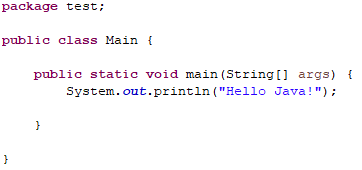 package test;
public class Main {
public static void main(String[] args) {
System.out.println("Hello Java!");
}
}